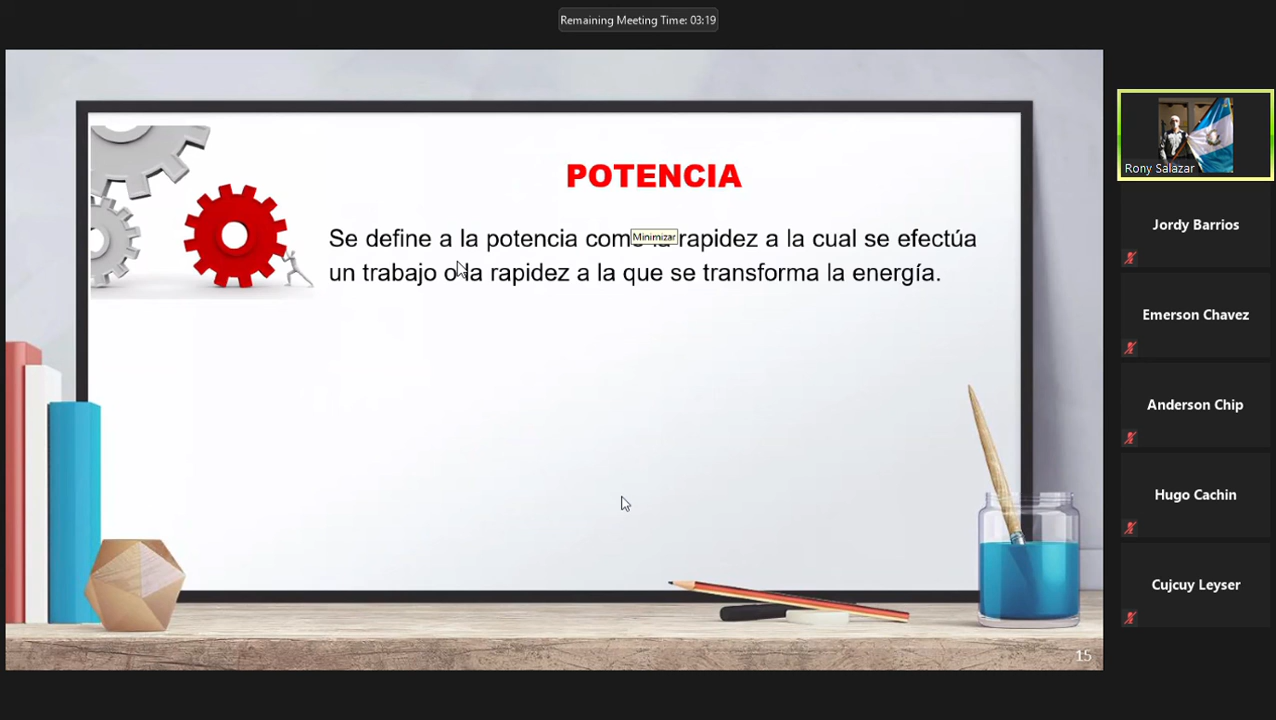 Remaining Meeting Time: 03:19
POTENCIA
Se define a la potencia como la rapidez a la cual se efectúa
Minimizar
un trabajo o la rapidez a la que se transforma la energía.
15
Rony Salazar
Jordy Barrios
Emerson Chavez
Anderson Chip
Hugo Cachin
Cujcuy Leyser